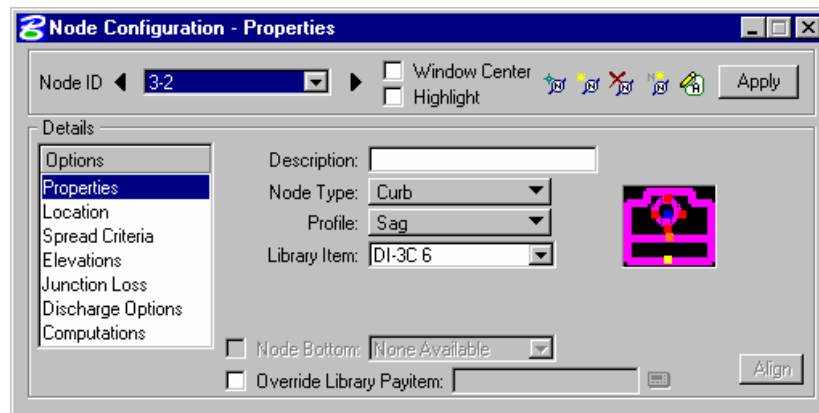 Node Configuration - Properties
Node ID 3-2 Window Center Apply
Highlight
Details
Options
Properties
Location
Spread Criteria
Elevations
Junction Loss
Discharge Options
Computations
Description:
Node Type: Curb
Profile: Sag
Library Item: DI-3C 6
Node Bottom: None Available
Override Library Payitem:
Align